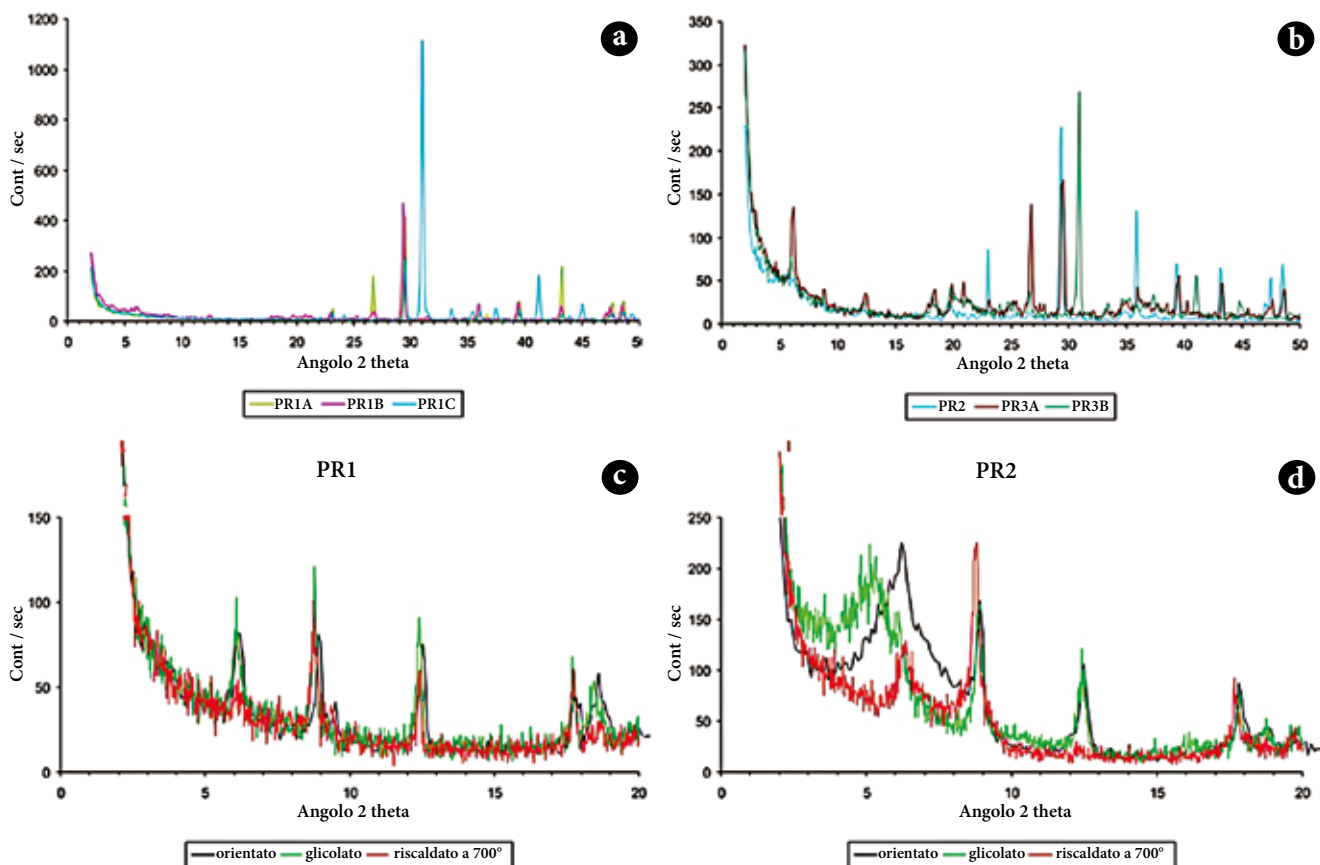 a
1200
1000
800
600
400
200
0
Cont / sec
0 5 10 15 20 25 30 35 40 45 50
Angolo 2 theta
PR1A PR1B PR1C
b
350
300
250
200
150
100
50
0
Cont / sec
0 5 10 15 20 25 30 35 40 45 50
Angolo 2 theta
PR2 PR3A PR3B
PR1
c
150
100
50
0
Cont / sec
0 5 10 15 20
Angolo 2 theta
orientato glicolato riscaldato a 700°
PR2
d
250
200
150
100
50
0
Cont / sec
0 5 10 15 20
Angolo 2 theta
orientato glicolato riscaldato a 700°